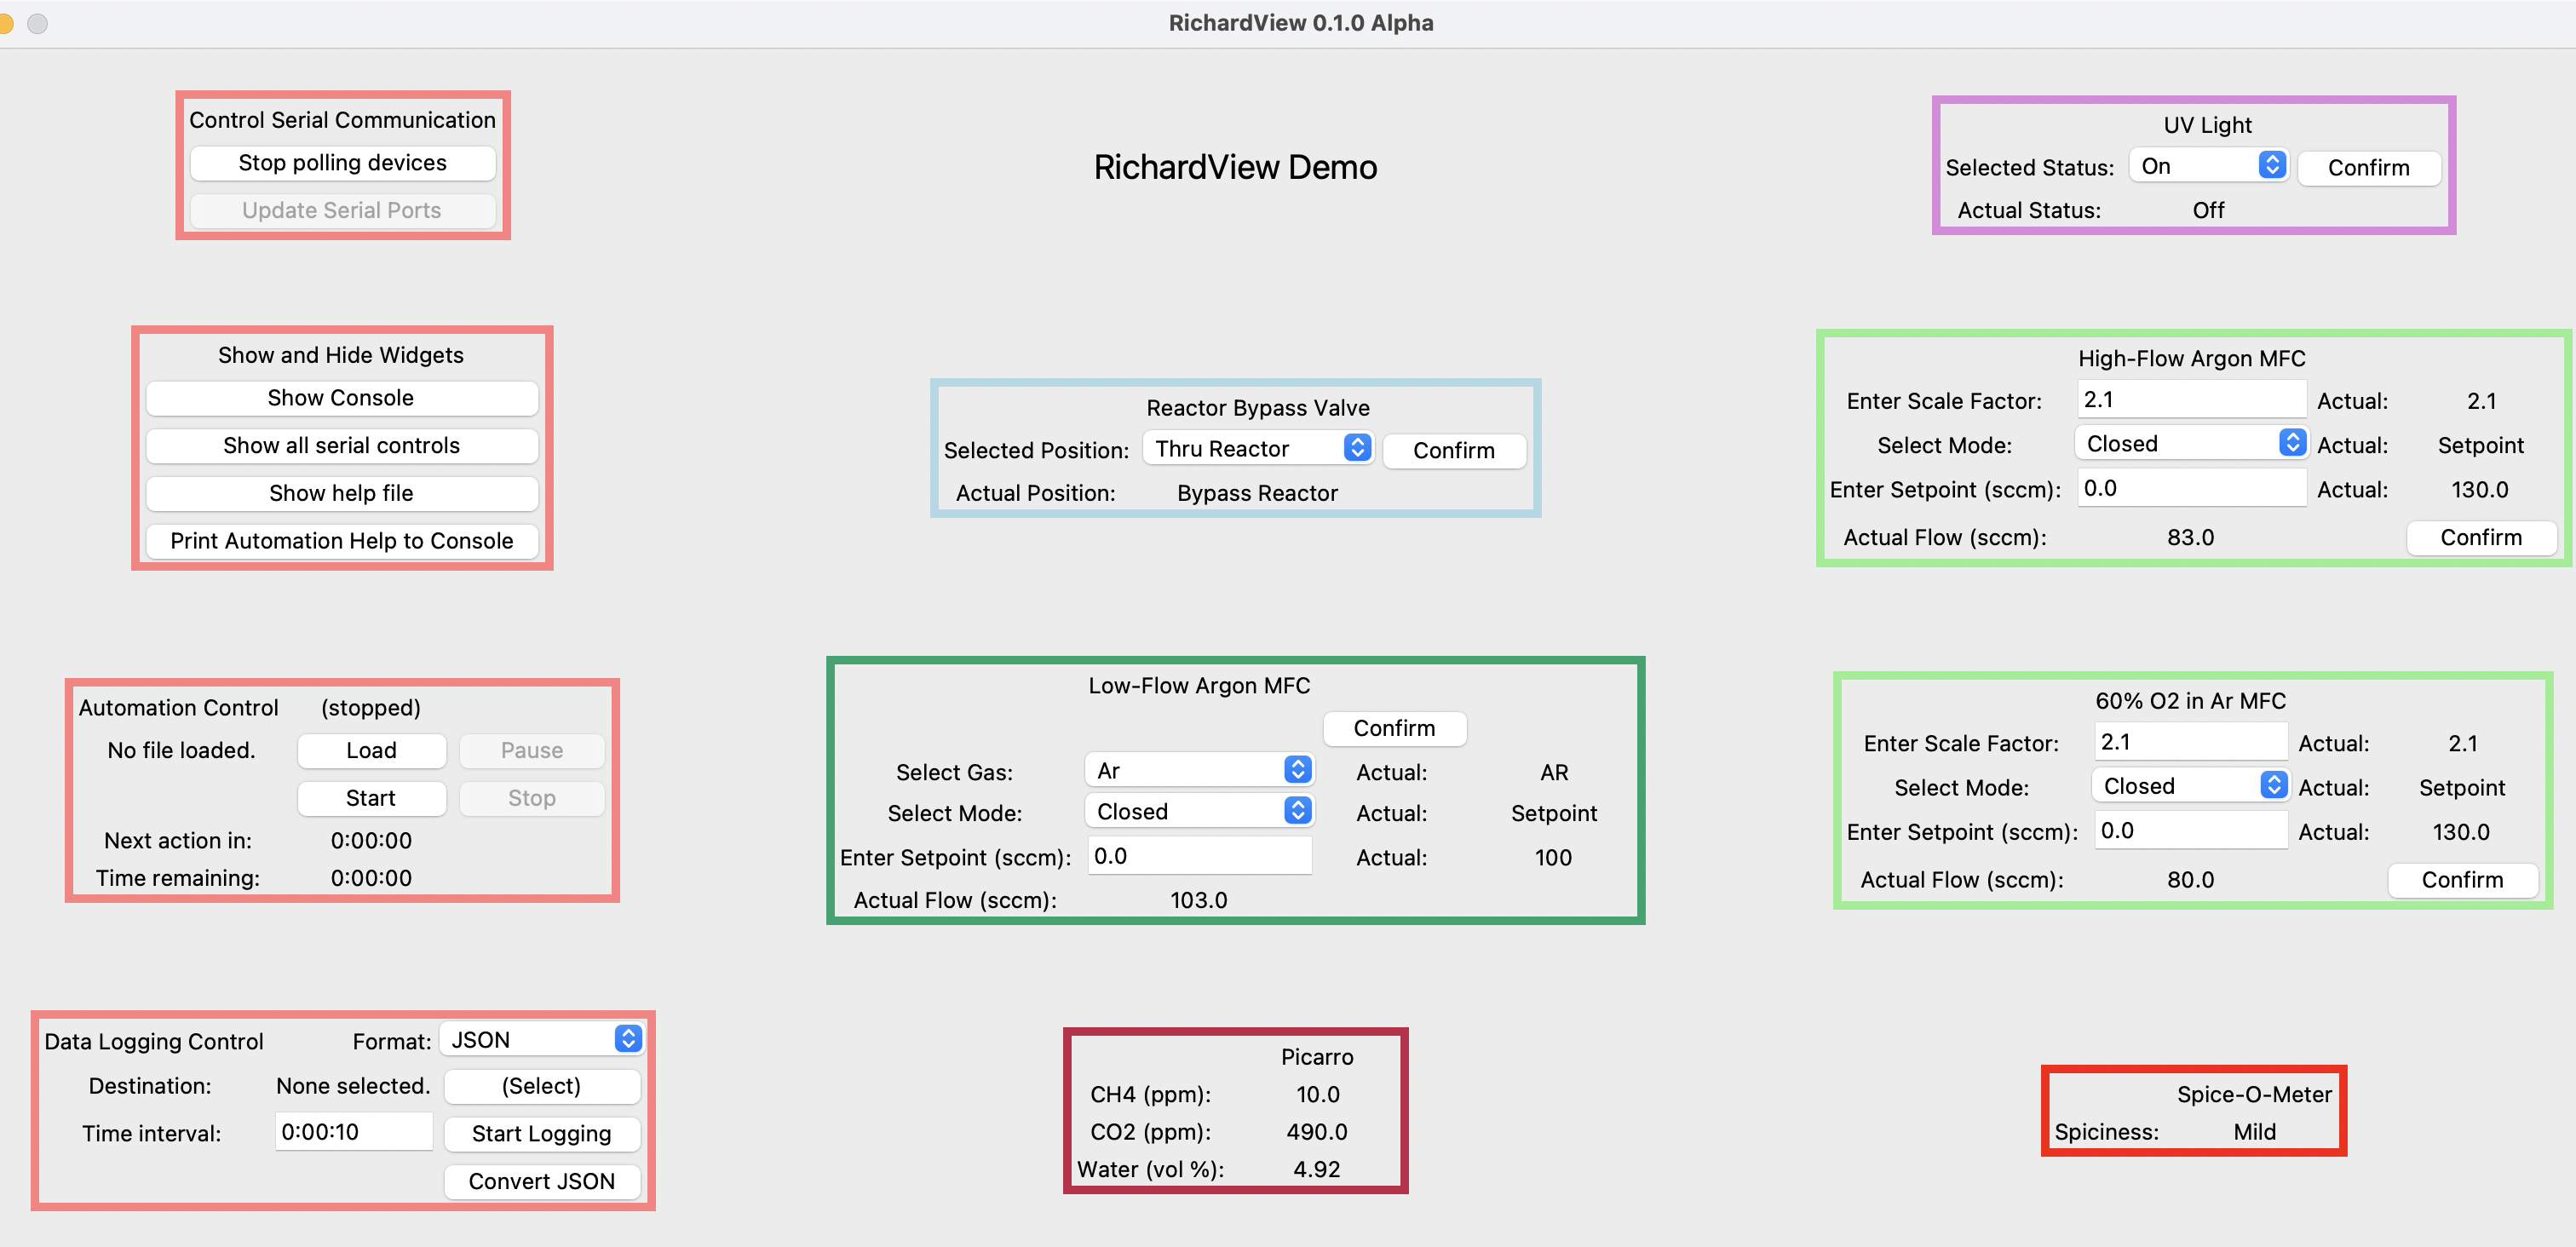 RichardView 0.1.0 Alpha
Control Serial Communication
Stop polling devices
Update Serial Ports
RichardView Demo
UV Light
Selected Status: On Confirm
Actual Status: Off
Show and Hide Widgets
Show Console
Show all serial controls
Show help file
Print Automation Help to Console
Reactor Bypass Valve
Selected Position: Thru Reactor Confirm
Actual Position: Bypass Reactor
High-Flow Argon MFC
Enter Scale Factor: 2.1 Actual: 2.1
Select Mode: Closed Actual: Setpoint
Enter Setpoint (sccm): 0.0 Actual: 130.0
Actual Flow (sccm): 83.0 Confirm
Automation Control (stopped)
No file loaded. Load Pause
Start Stop
Next action in: 0:00:00
Time remaining: 0:00:00
Low-Flow Argon MFC
Confirm
Select Gas: Ar Actual: AR
Select Mode: Closed Actual: Setpoint
Enter Setpoint (sccm): 0.0 Actual: 100
Actual Flow (sccm): 103.0
60% O2 in Ar MFC
Enter Scale Factor: 2.1 Actual: 2.1
Select Mode: Closed Actual: Setpoint
Enter Setpoint (sccm): 0.0 Actual: 130.0
Actual Flow (sccm): 80.0 Confirm
Data Logging Control Format: JSON
Destination: None selected. (Select)
Time interval: 0:00:10 Start Logging
Convert JSON
Picarro
CH4 (ppm): 10.0
CO2 (ppm): 490.0
Water (vol %): 4.92
Spice-O-Meter
Spiciness: Mild